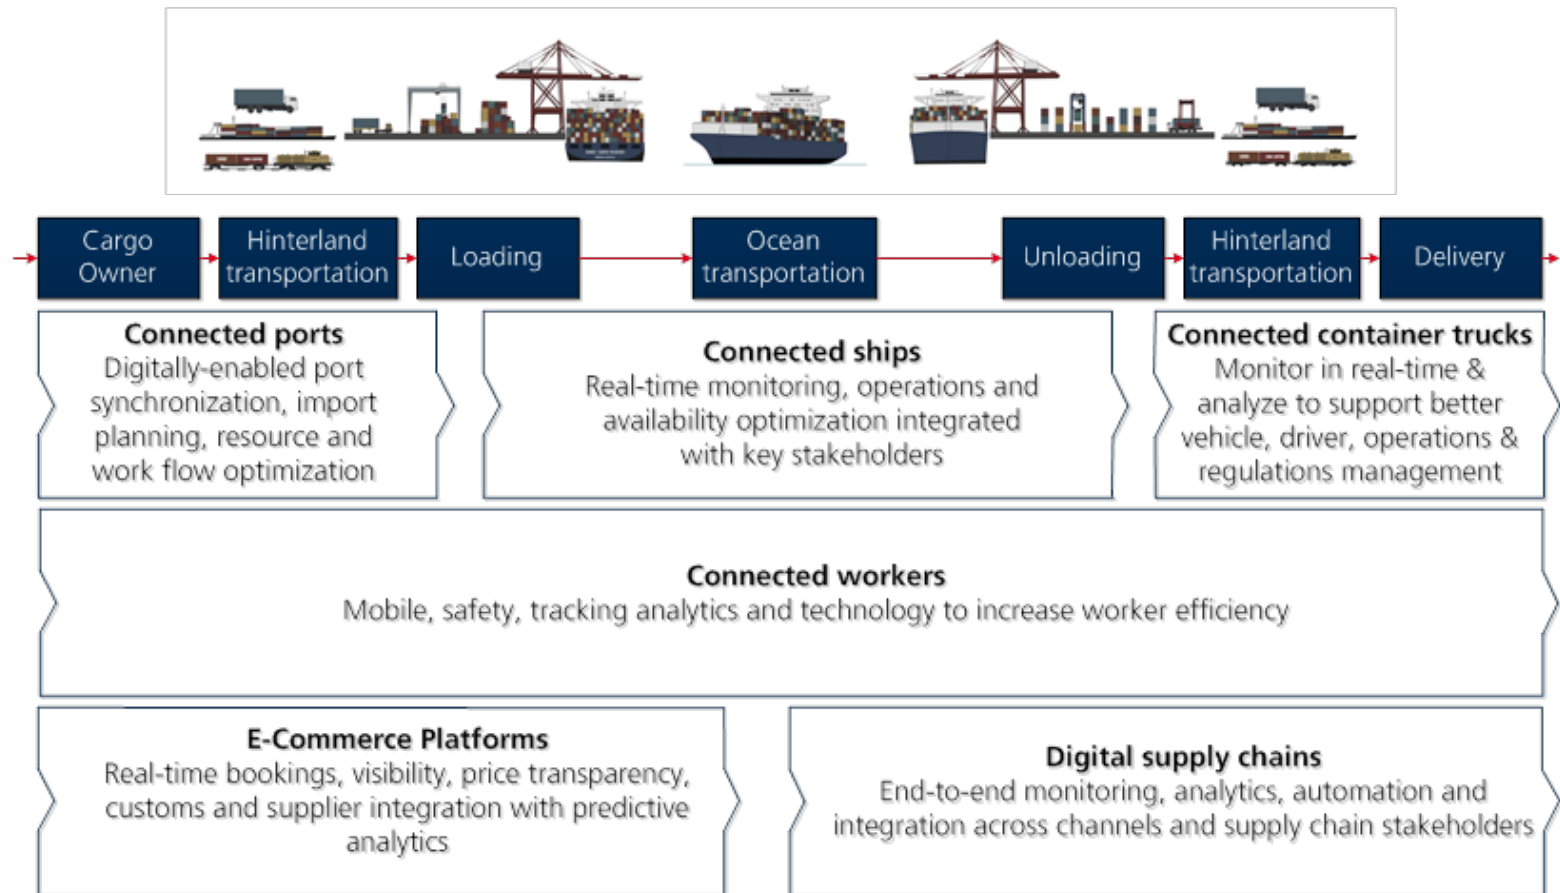 Cargo
Owner
Hinterland
transportation
Loading
Ocean
transportation
Unloading
Hinterland
transportation
Delivery
Connected ports
Digitally-enabled port
synchronization, import
planning, resource and
work flow optimization
Connected ships
Real-time monitoring, operations and
availability optimization integrated
with key stakeholders
Connected container trucks
Monitor in real-time &
analyze to support better
vehicle, driver, operations &
regulations management
Connected workers
Mobile, safety, tracking analytics and technology to increase worker efficiency
E-Commerce Platforms
Real-time bookings, visibility, price transparency,
customs and supplier integration with predictive
analytics
Digital supply chains
End-to-end monitoring, analytics, automation and
integration across channels and supply chain stakeholders